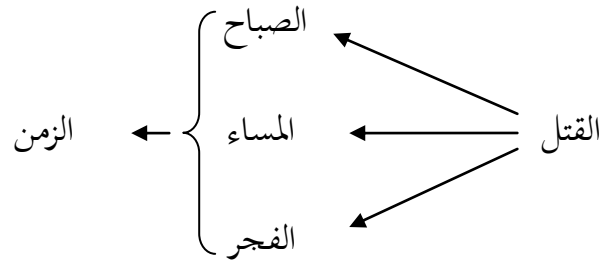 الصباح
القتل المساء الزمن
الفجر